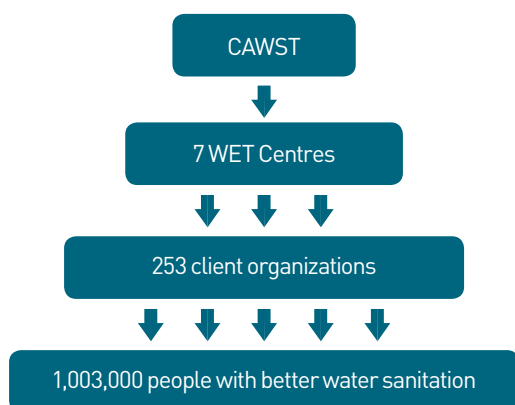 CAWST
7 WET Centres
253 client organizations
1,003,000 people with better water sanitation